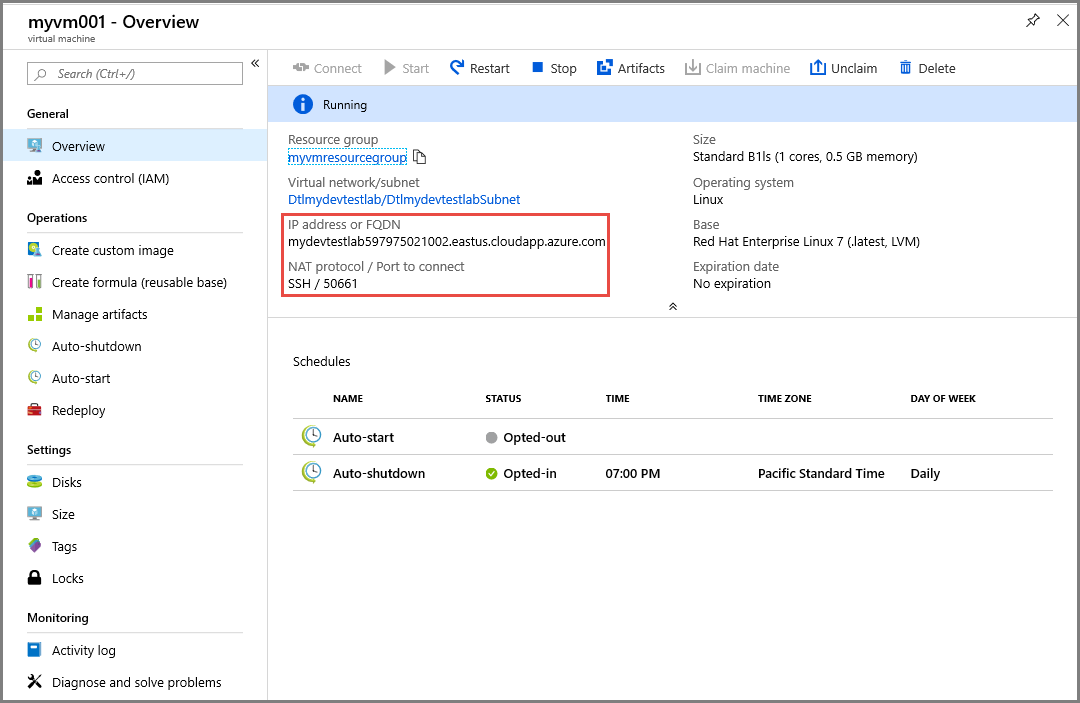 myvm001 - Overview
virtual machine
Search (Ctrl+/)
General
Overview
Access control (IAM)
Operations
Create custom image
Create formula (reusable base)
Manage artifacts
Auto-shutdown
Auto-start
Redeploy
Settings
Disks
Size
Tags
Locks
Monitoring
Activity log
Diagnose and solve problems
Connect Start Restart Stop Artifacts Claim machine Unclaim Delete
Running
Resource group
myvmresourcegroup
Virtual network/subnet
Dtlmydevtestlab/DtlmydevtestlabSubnet
IP address or FQDN
mydevtestlab597975021002.eastus.cloudapp.azure.com
NAT protocol / Port to connect
SSH / 50661
Size
Standard B1ls (1 cores, 0.5 GB memory)
Operating system
Linux
Base
Red Hat Enterprise Linux 7 (.latest, LVM)
Expiration date
No expiration
Schedules
NAME STATUS TIME TIME ZONE DAY OF WEEK
Auto-start Opted-out
Auto-shutdown Opted-in 07:00 PM Pacific Standard Time Daily